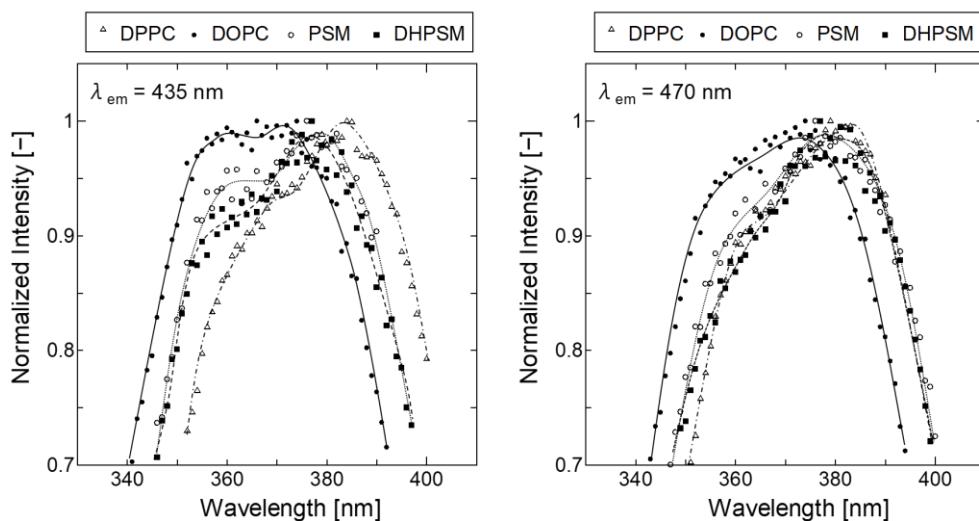 △ DPPC • DOPC ○ PSM ■ DHPSM
λ em = 435 nm
Normalized Intensity [−]
1
0.9
0.8
0.7
340 360 380 400
Wavelength [nm]
△ DPPC • DOPC ○ PSM ■ DHPSM
λ em = 470 nm
Normalized Intensity [−]
1
0.9
0.8
0.7
340 360 380 400
Wavelength [nm]